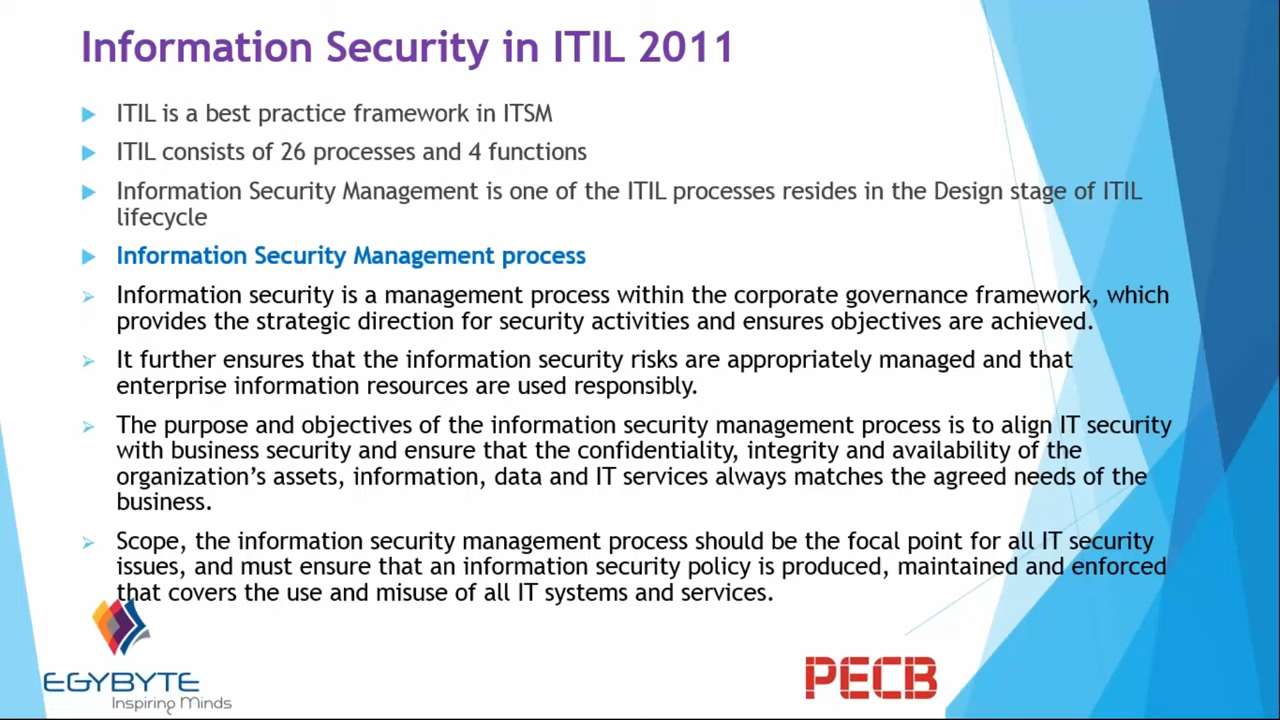 Information Security in ITIL 2011
ITIL is a best practice framework in ITSM
ITIL consists of 26 processes and 4 functions
Information Security Management is one of the ITIL processes resides in the Design stage of ITIL
lifecycle
Information Security Management process
Information security is a management process within the corporate governance framework, which
provides the strategic direction for security activities and ensures objectives are achieved.
It further ensures that the information security risks are appropriately managed and that
enterprise information resources are used responsibly.
The purpose and objectives of the information security management process is to align IT security
with business security and ensure that the confidentiality, integrity and availability of the
organization’s assets, information, data and IT services always matches the agreed needs of the
business.
Scope, the information security management process should be the focal point for all IT security
issues, and must ensure that an information security policy is produced, maintained and enforced
that covers the use and misuse of all IT systems and services.
EGYBYTE
Inspiring Minds
PECB